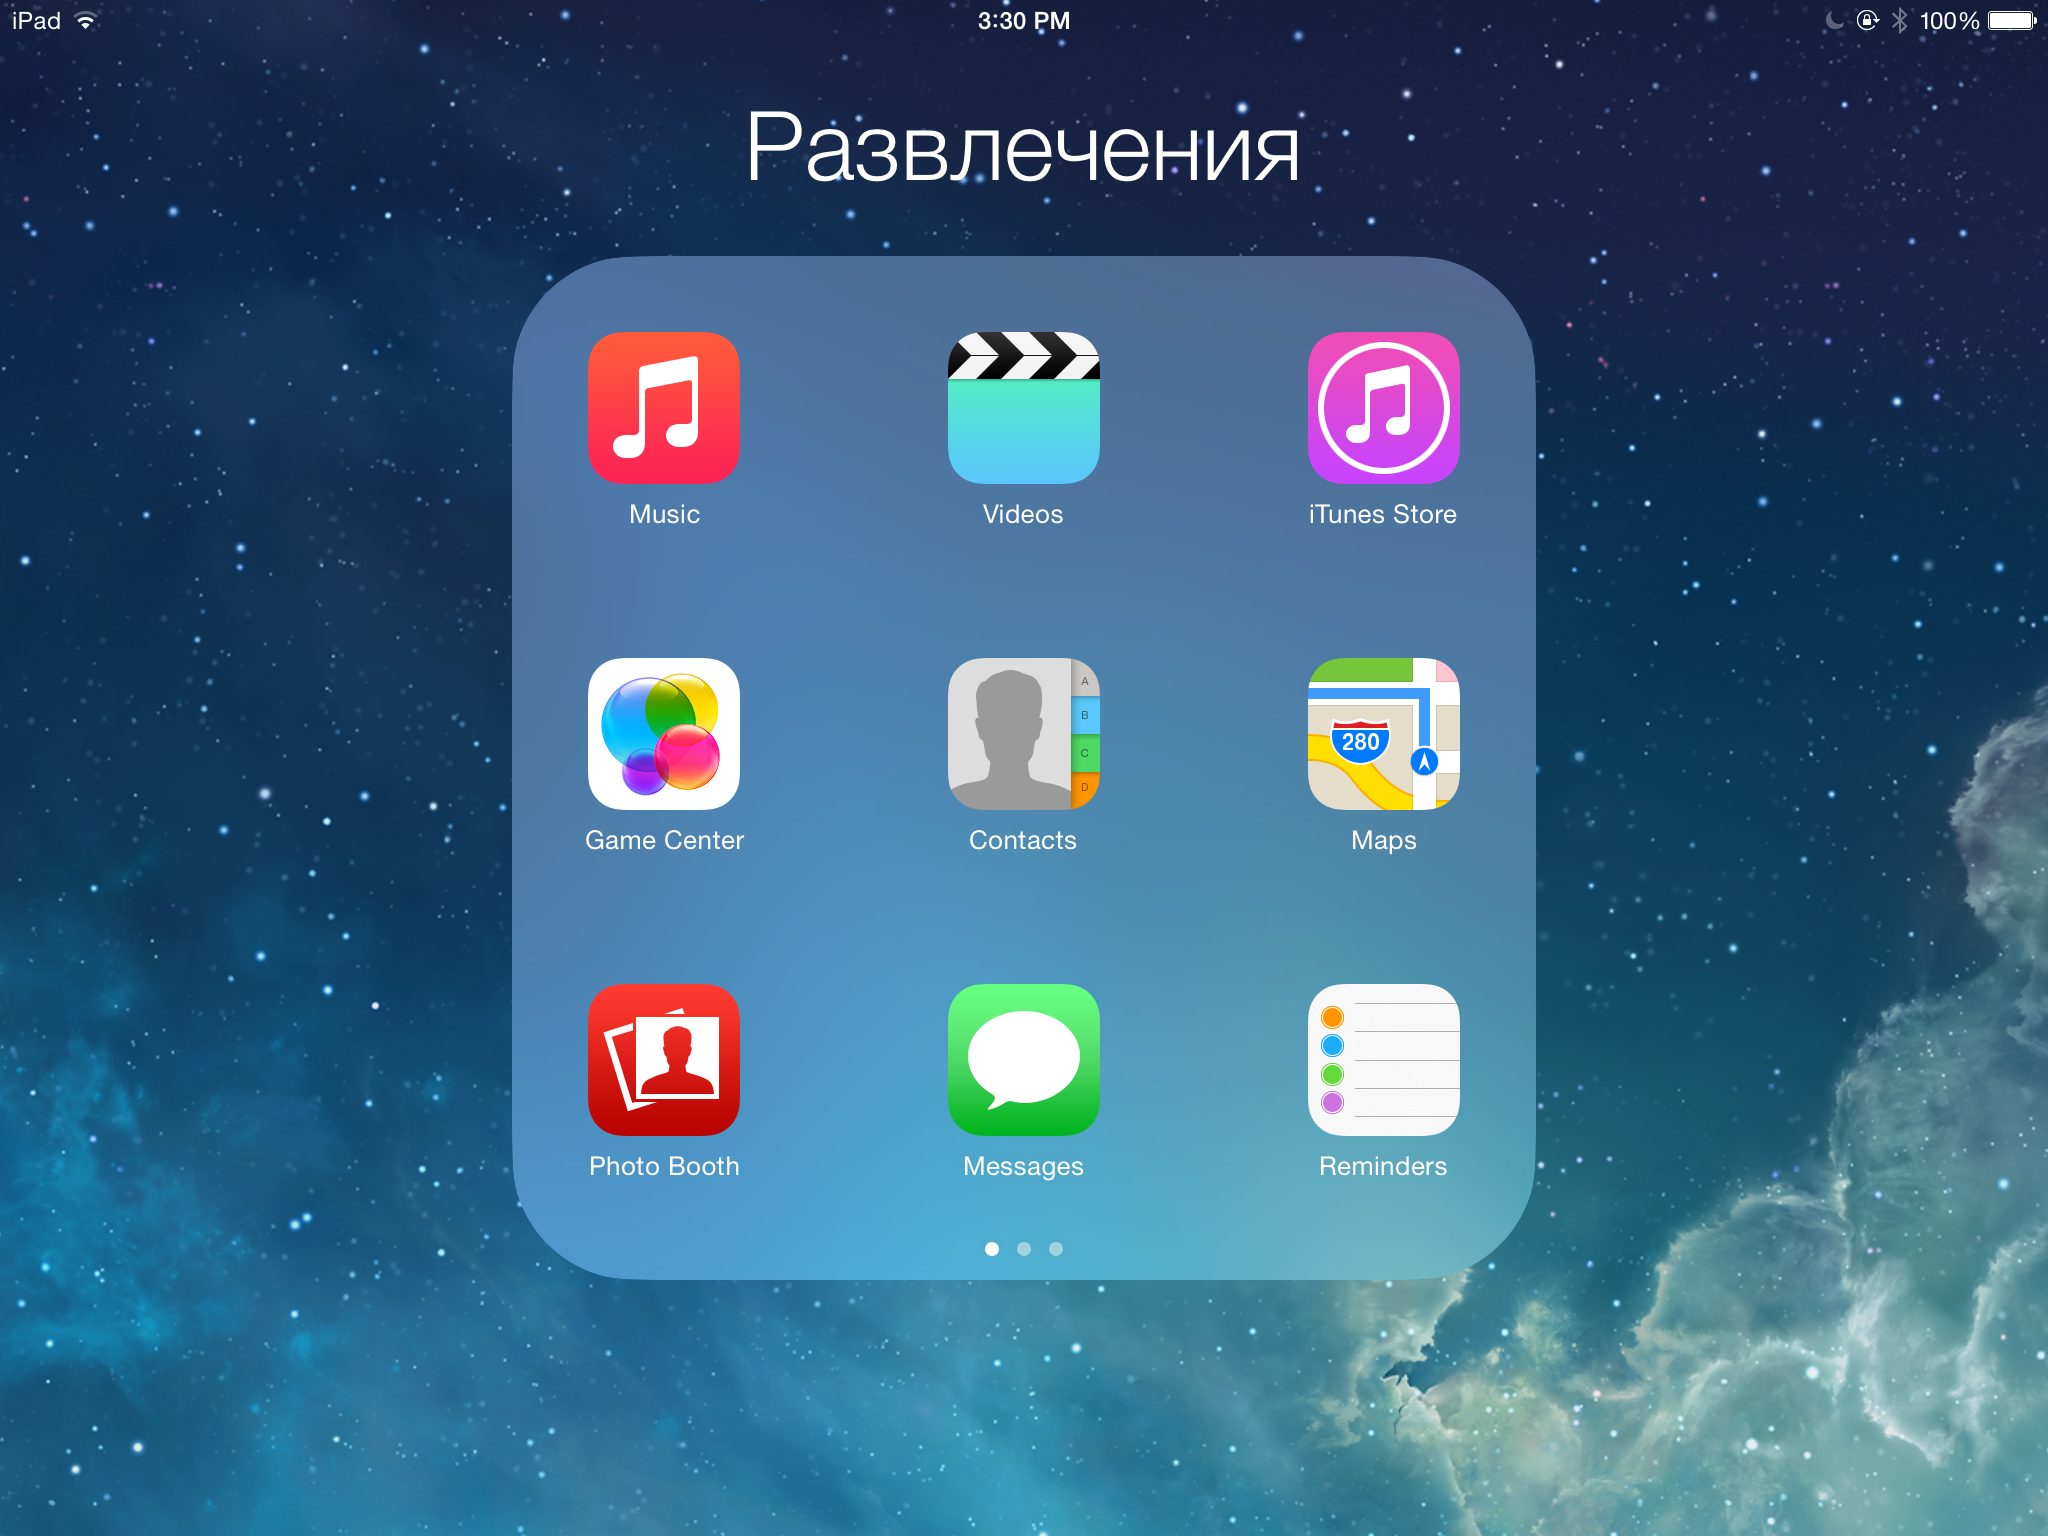 iPad 3:30 PM 100%
Развлечения
Music Videos iTunes Store
A
B
280
C
D
Game Center Contacts Maps
Photo Booth Messages Reminders